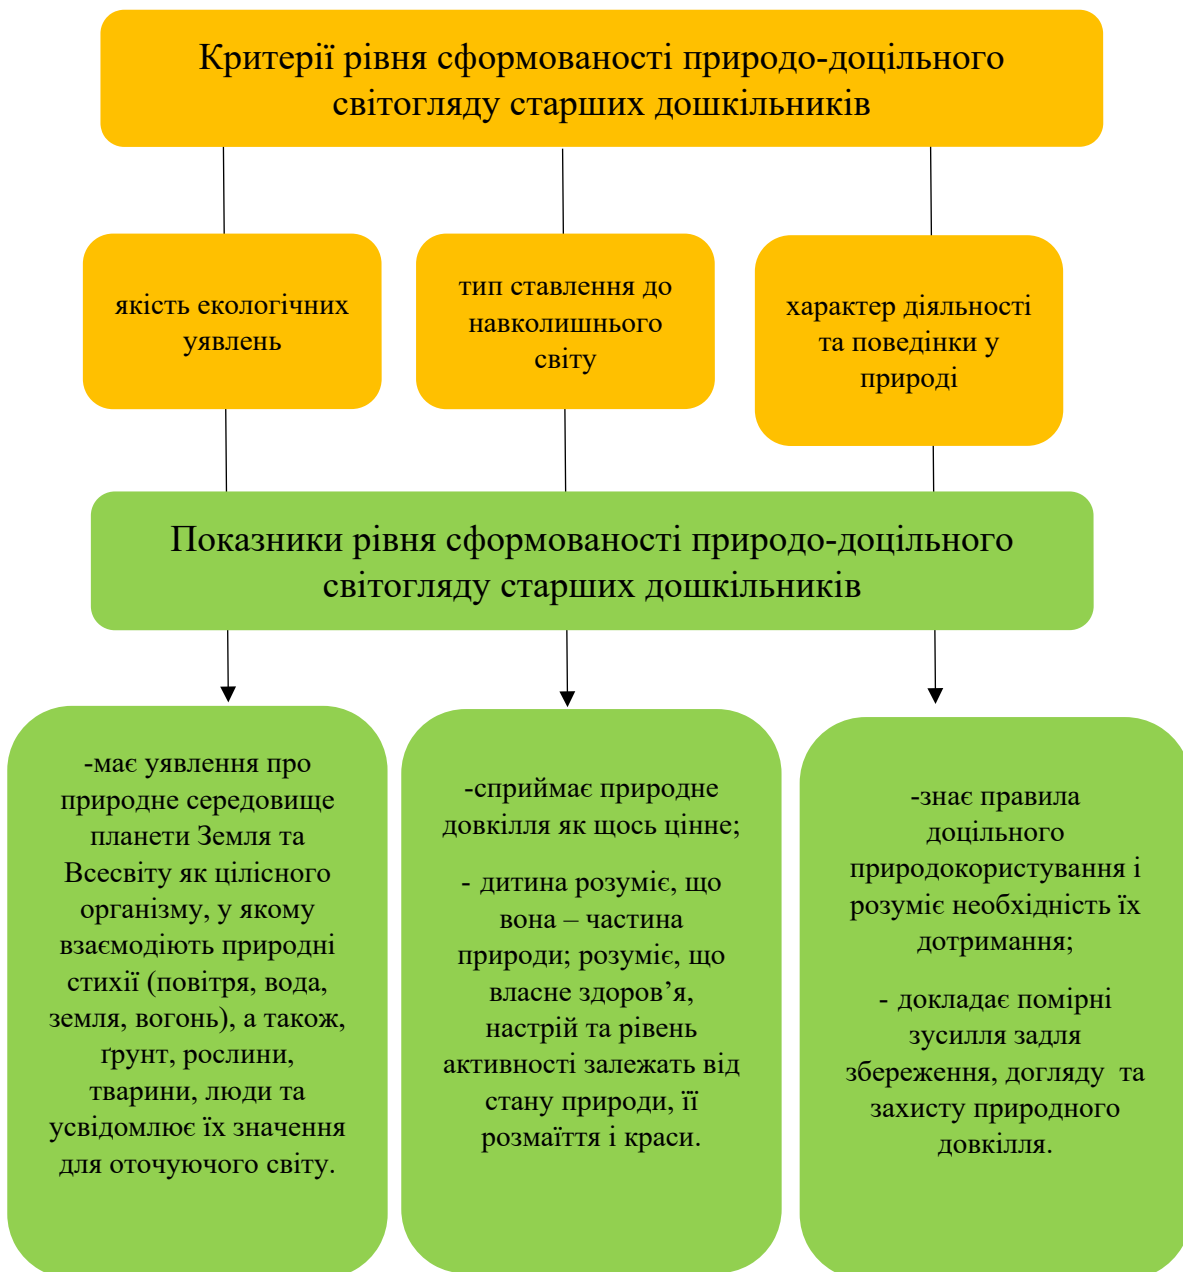 Критерії рівня сформованості природо-доцільного
світогляду старших дошкільників
якість екологічних
уявлень
тип ставлення до
навколишнього
світу
характер діяльності
та поведінки у
природі
Показники рівня сформованості природо-доцільного
світогляду старших дошкільників
-має уявлення про
природне середовище
планети Земля та
Всесвіту як цілісного
організму, у якому
взаємодіють природні
стихії (повітря, вода,
земля, вогонь), а також,
ґрунт, рослини,
тварини, люди та
усвідомлює їх значення
для оточуючого світу.
-сприймає природне
довкілля як щось цінне;
- дитина розуміє, що
вона – частина
природи; розуміє, що
власне здоров’я,
настрій та рівень
активності залежать від
стану природи, її
розмаїття і краси.
-знає правила
доцільного
природокористування і
розуміє необхідність їх
дотримання;
- докладає помірні
зусилля задля
збереження, догляду та
захисту природного
довкілля.